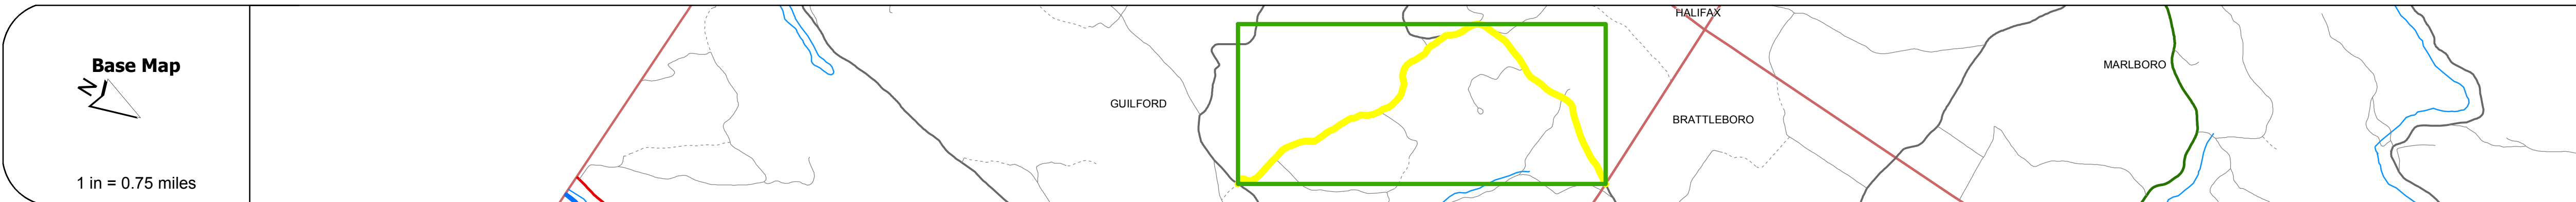 Base Map
N
1 in = 0.75 miles
HALIFAX
MARLBORO
GUILFORD
BRATTLEBORO